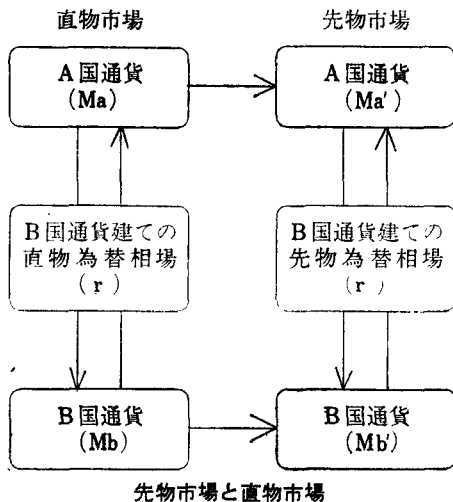 直物市場
先物市場
A国通貨
(Ma)
A国通貨
(Ma′)
B国通貨建ての
直物為替相場
(r)
B国通貨建ての
先物為替相場
(r′)
B国通貨
(Mb)
B国通貨
(Mb′)
先物市場と直物市場